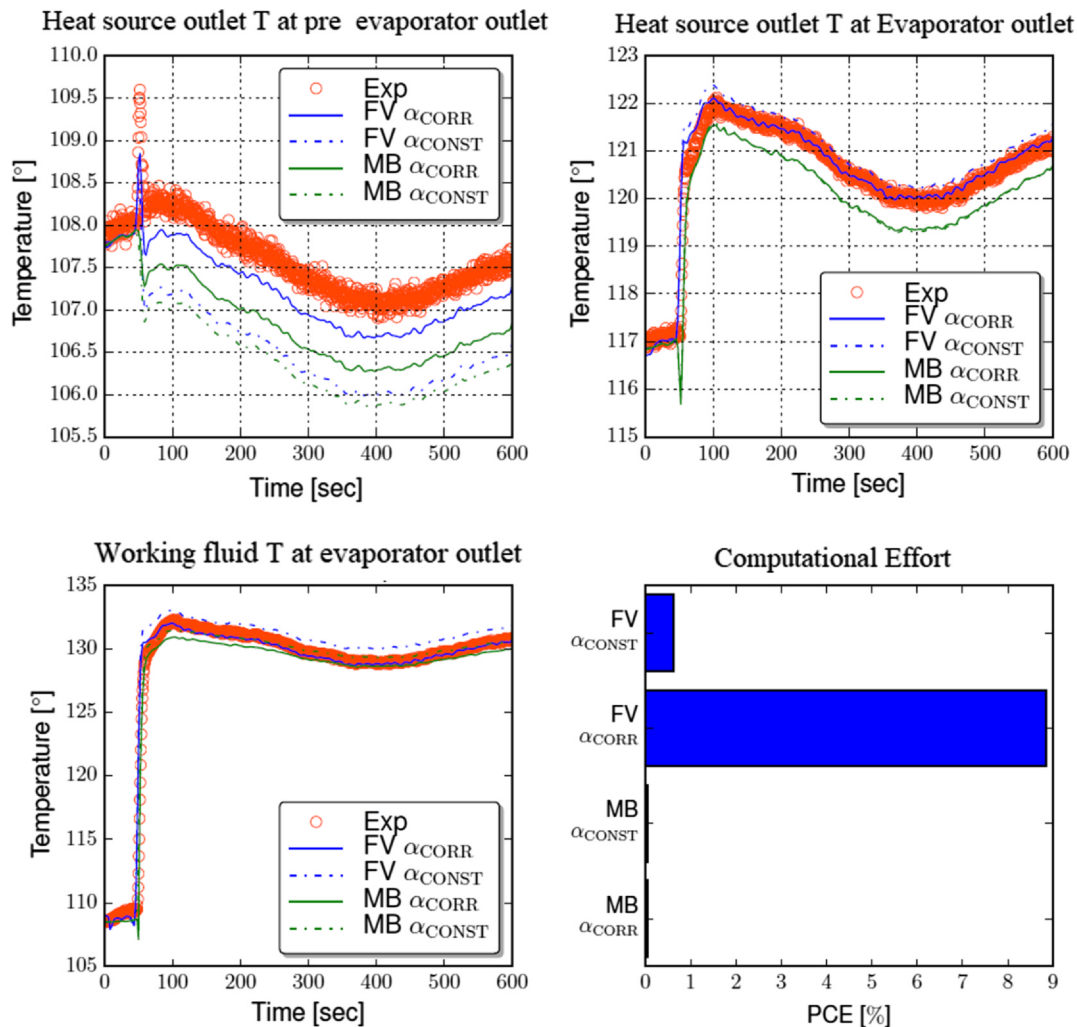 Heat source outlet T at pre evaporator outlet
110.0
109.5
109.0
108.5
108.0
107.5
107.0
106.5
106.0
105.5
Temperature [°]
Exp
FV αCORR
FV αCONST
MB αCORR
MB αCONST
0 100 200 300 400 500 600
Time [sec]
Heat source outlet T at Evaporator outlet
123
122
121
120
119
118
117
116
115
Temperature [°]
Exp
FV αCORR
FV αCONST
MB αCORR
MB αCONST
0 100 200 300 400 500 600
Time [sec]
Working fluid T at evaporator outlet
135
130
125
120
115
110
105
Temperature [°]
Exp
FV αCORR
FV αCONST
MB αCORR
MB αCONST
0 100 200 300 400 500 600
Time [sec]
Computational Effort
FV
αCONST
FV
αCORR
MB
αCONST
MB
αCORR
0 1 2 3 4 5 6 7 8 9
PCE [%]